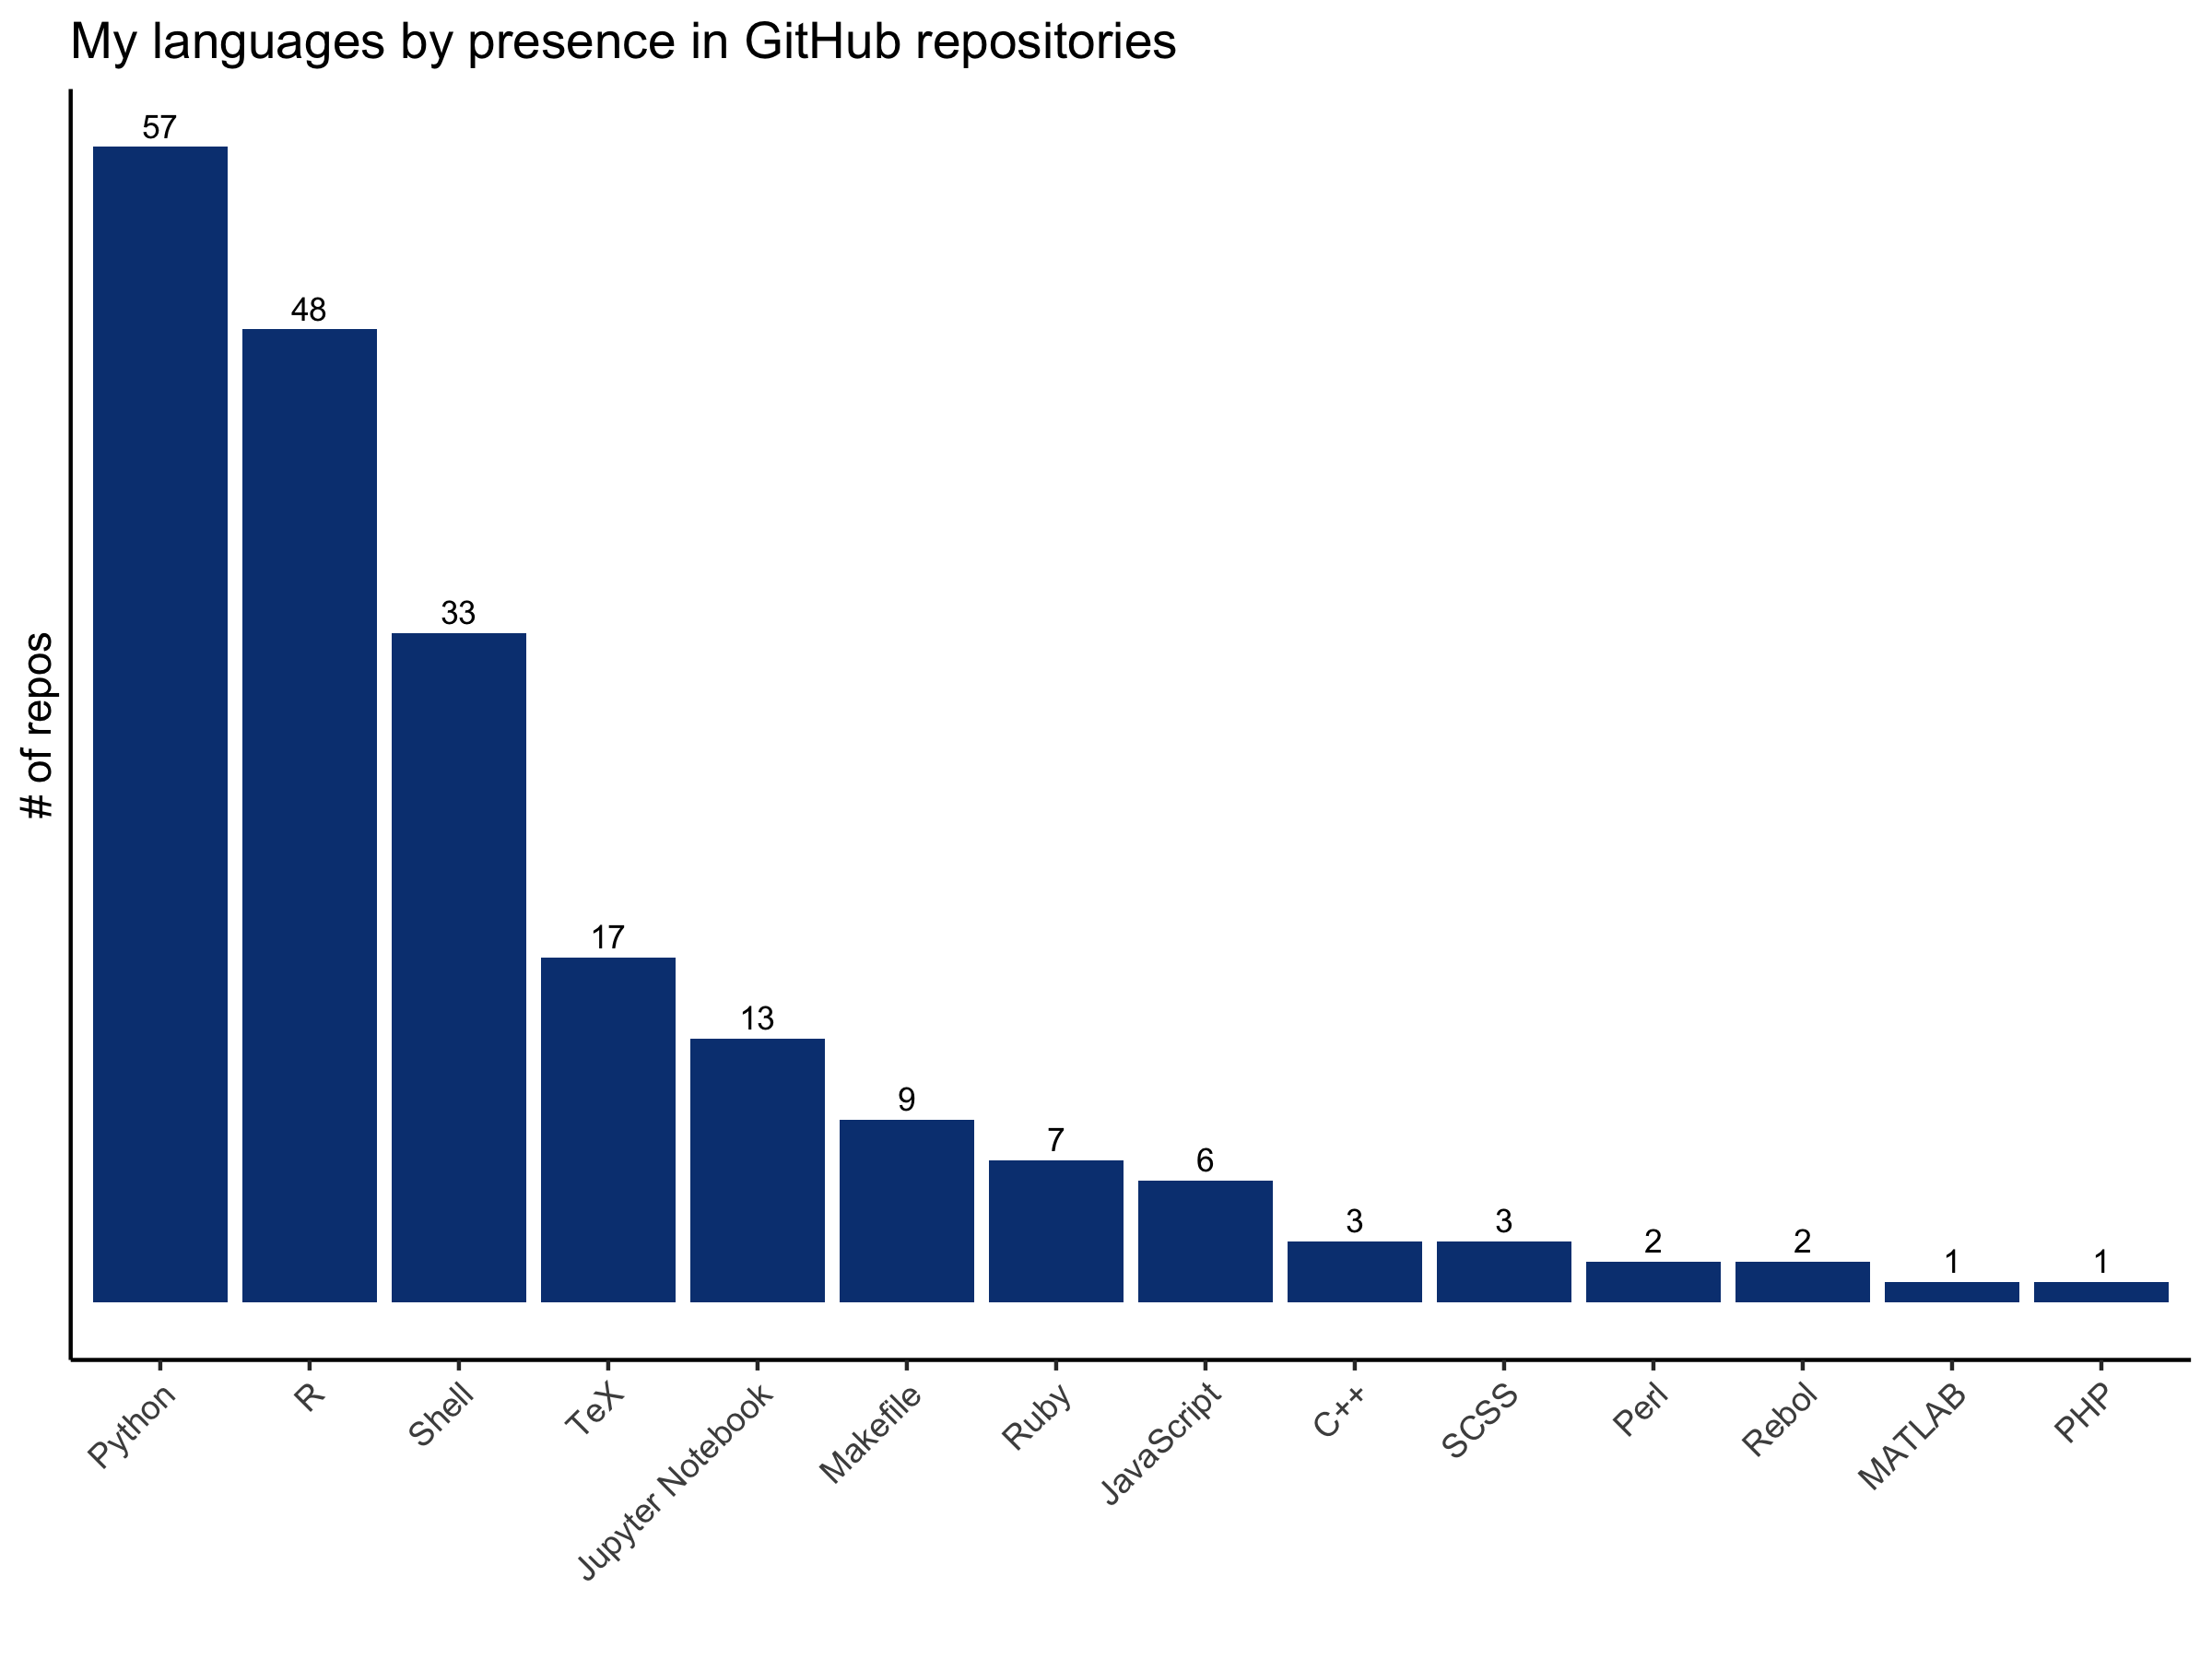 My languages by presence in GitHub repositories
# of repos
57
48
33
17
13
9
7
6
3
3
2
2
1
1
Python
R
Shell
TeX
Jupyter Notebook
Makefile
Ruby
JavaScript
C++
SCSS
Perl
Rebol
MATLAB
PHP